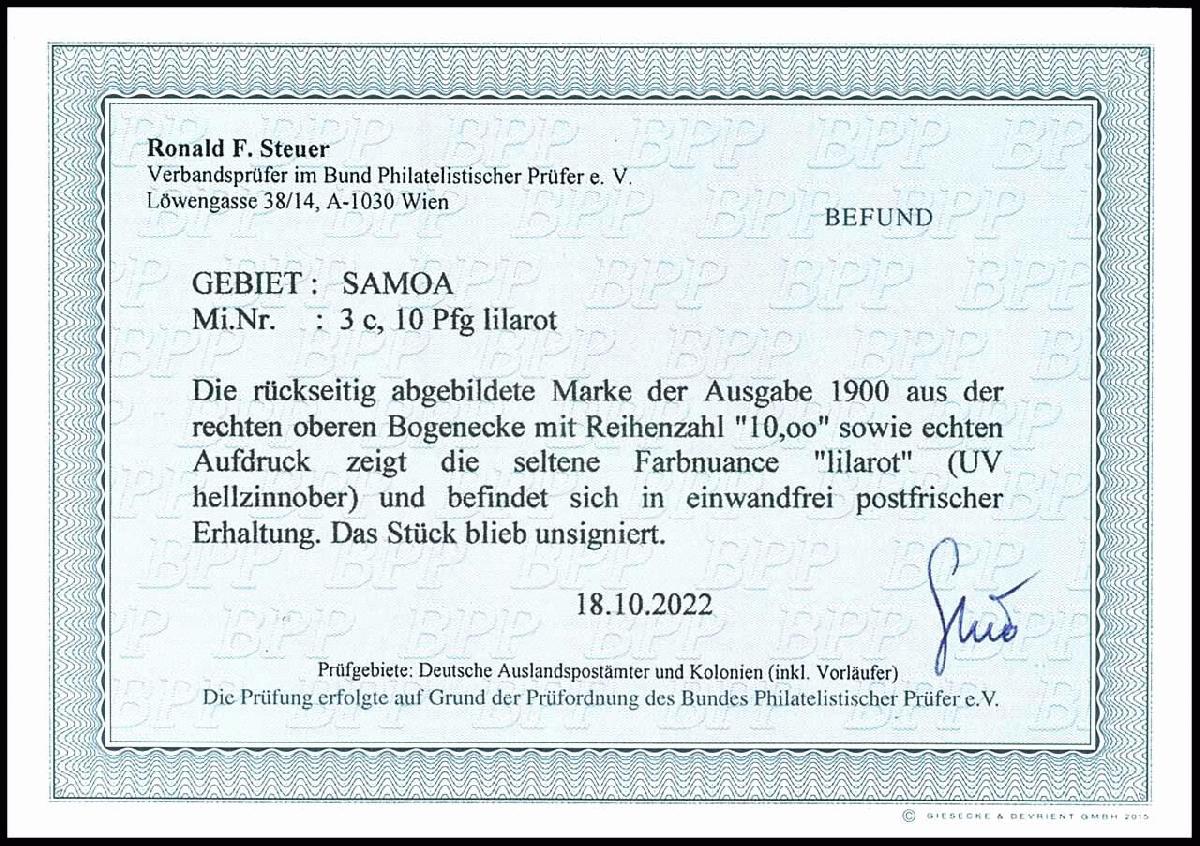 Ronald F. Steuer
Verbandsprüfer im Bund Philatelistischer Prüfer e. V.
Löwengasse 38/14, A-1030 Wien
BEFUND
GEBIET : SAMOA
Mi.Nr. : 3 c, 10 Pfg lilarot
Die rückseitig abgebildete Marke der Ausgabe 1900 aus der
rechten oberen Bogenecke mit Reihenzahl "10,oo" sowie echten
Aufdruck zeigt die seltene Farbnuance "lilarot" (UV
hellzinnober) und befindet sich in einwandfrei postfrischer
Erhaltung. Das Stück blieb unsigniert.
18.10.2022
Prüfgebiete: Deutsche Auslandspostämter und Kolonien (inkl. Vorläufer)
Die Prüfung erfolgte auf Grund der Prüfordnung des Bundes Philatelistischer Prüfer e.V.
© GIESECKE & DEVRIENT GMBH 2015